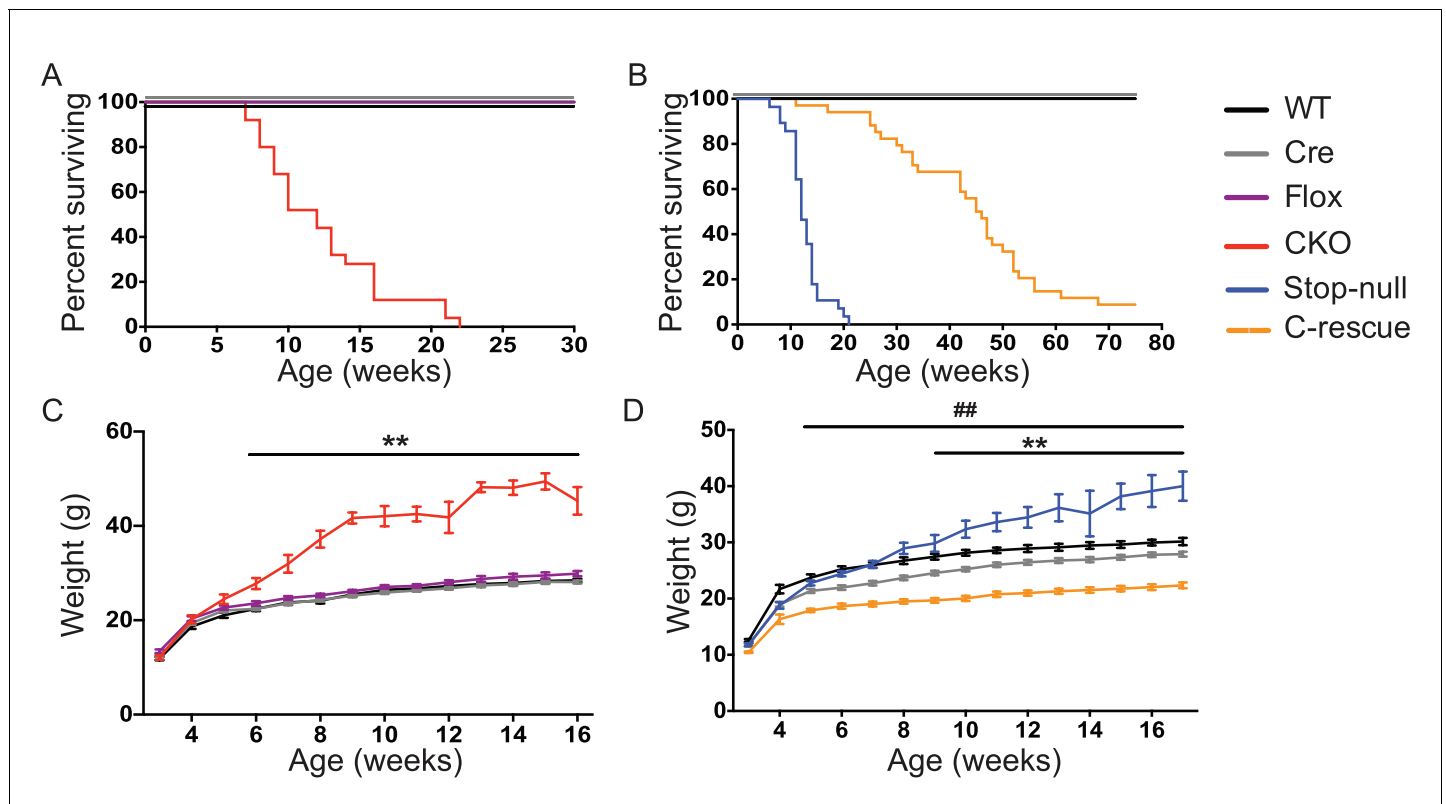 A
B
Percent surviving
100
80
60
40
20
0
0 5 10 15 20 25 30
Age (weeks)
Percent surviving
100
80
60
40
20
0
0 10 20 30 40 50 60 70 80
Age (weeks)
WT
Cre
Flox
CKO
Stop-null
C-rescue
C
D
Weight (g)
60
40
20
0
**
4 6 8 10 12 14 16
Age (weeks)
Weight (g)
50
40
30
20
10
0
##
**
4 6 8 10 12 14 16
Age (weeks)